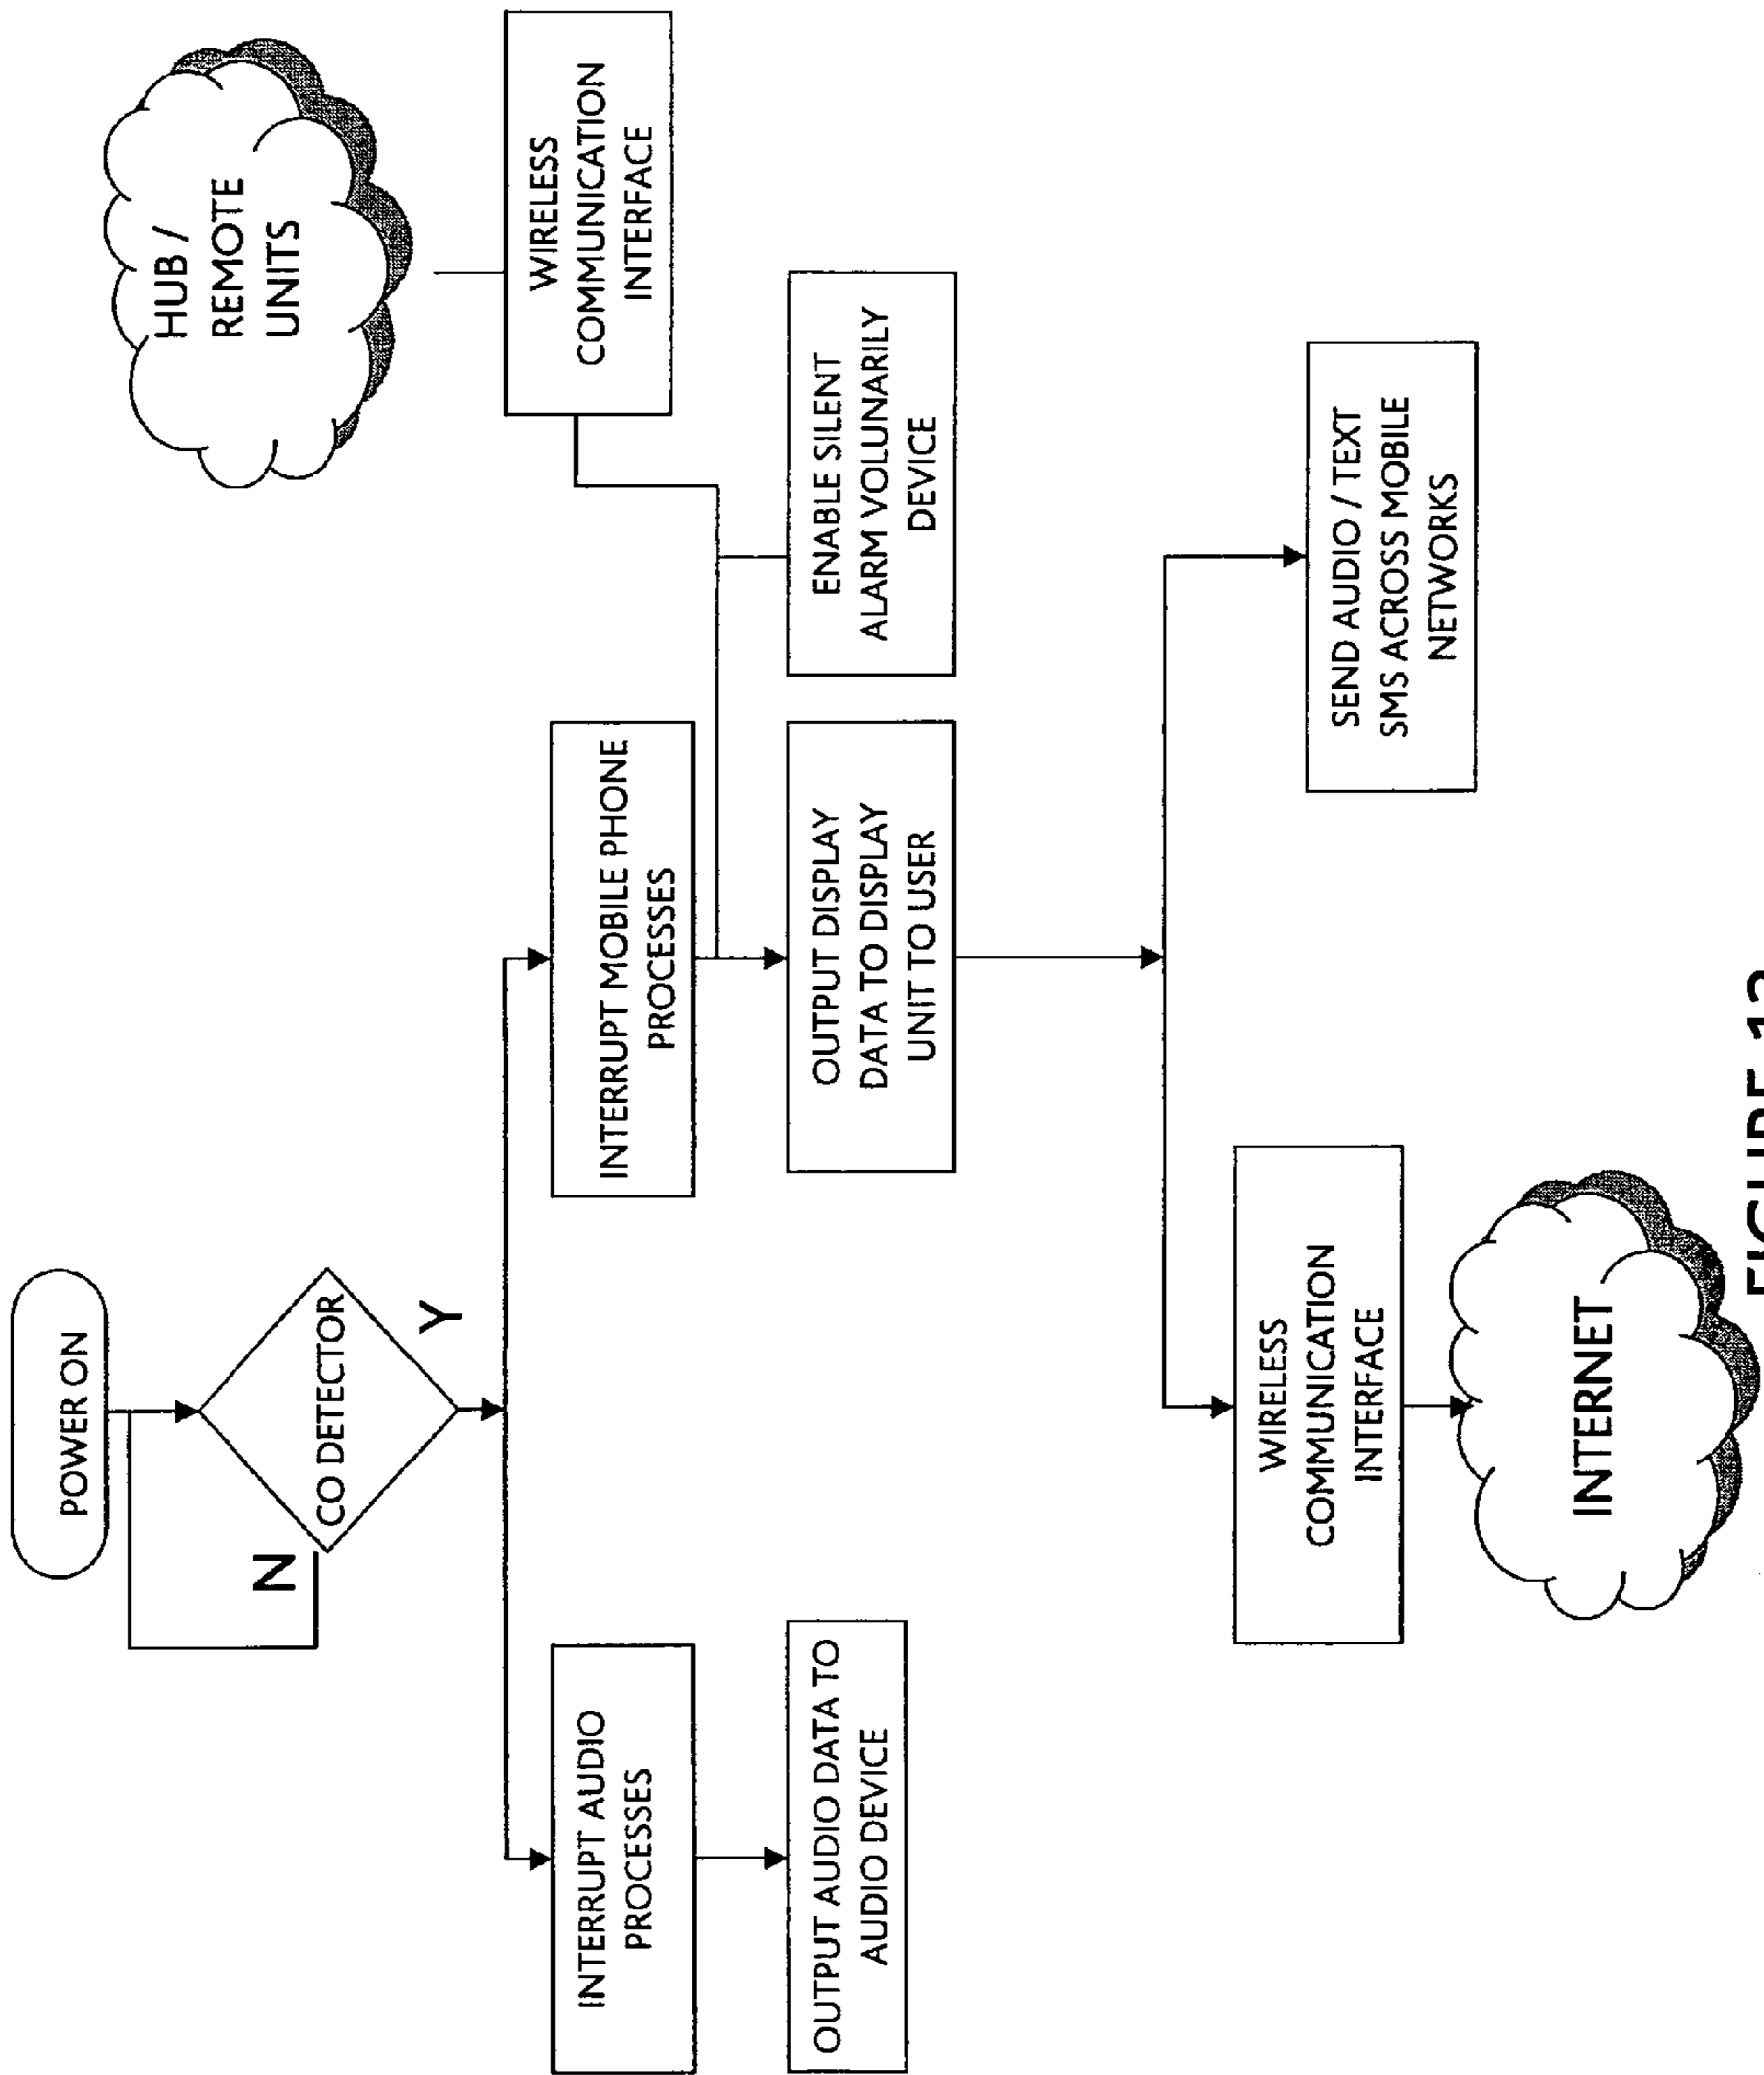 POWER ON
CO DETECTOR
N
Y
HUB /
REMOTE
UNITS
WIRELESS
COMMUNICATION
INTERFACE
INTERRUPT AUDIO
PROCESSES
INTERRUPT MOBILE PHONE
PROCESSES
OUTPUT AUDIO DATA TO
AUDIO DEVICE
OUTPUT DISPLAY
DATA TO DISPLAY
UNIT TO USER
ENABLE SILENT
ALARM VOLUNARILY
DEVICE
WIRELESS
COMMUNICATION
INTERFACE
SEND AUDIO / TEXT
SMS ACROSS MOBILE
NETWORKS
INTERNET
FIGURE